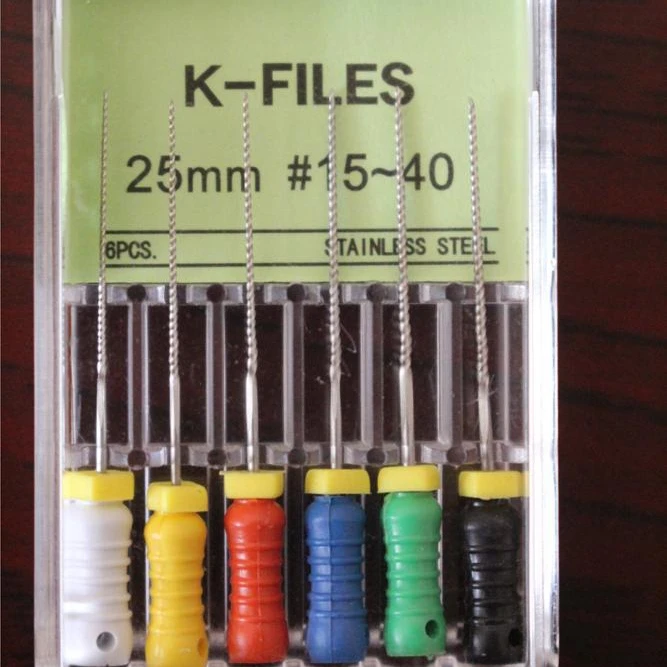 K-FILES
25mm #15~40
6PCS. STAINLESS STEEL